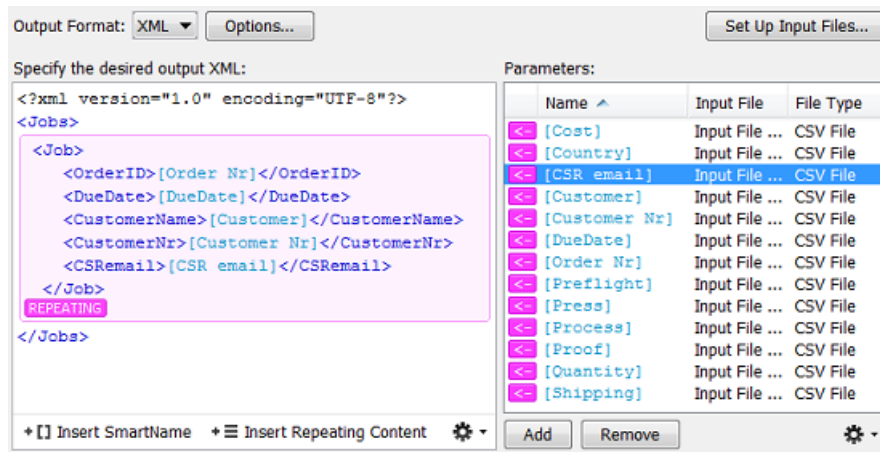 Output Format: XML Options... Set Up Input Files...
Specify the desired output XML: Parameters:
<?xml version="1.0" encoding="UTF-8"?>
<Jobs>
<Job>
<OrderID>[Order Nr]</OrderID>
<DueDate>[DueDate]</DueDate>
<CustomerName>[Customer]</CustomerName>
<CustomerNr>[Customer Nr]</CustomerNr>
<CSRemail>[CSR email]</CSRemail>
</Job>
REPEATING
</Jobs>
+[] Insert SmartName +≡ Insert Repeating Content
Name Input File File Type
<- [Cost] Input File ... CSV File
<- [Country] Input File ... CSV File
<- [CSR email] Input File ... CSV File
<- [Customer] Input File ... CSV File
<- [Customer Nr] Input File ... CSV File
<- [DueDate] Input File ... CSV File
<- [Order Nr] Input File ... CSV File
<- [Preflight] Input File ... CSV File
<- [Press] Input File ... CSV File
<- [Process] Input File ... CSV File
<- [Proof] Input File ... CSV File
<- [Quantity] Input File ... CSV File
<- [Shipping] Input File ... CSV File
Add Remove